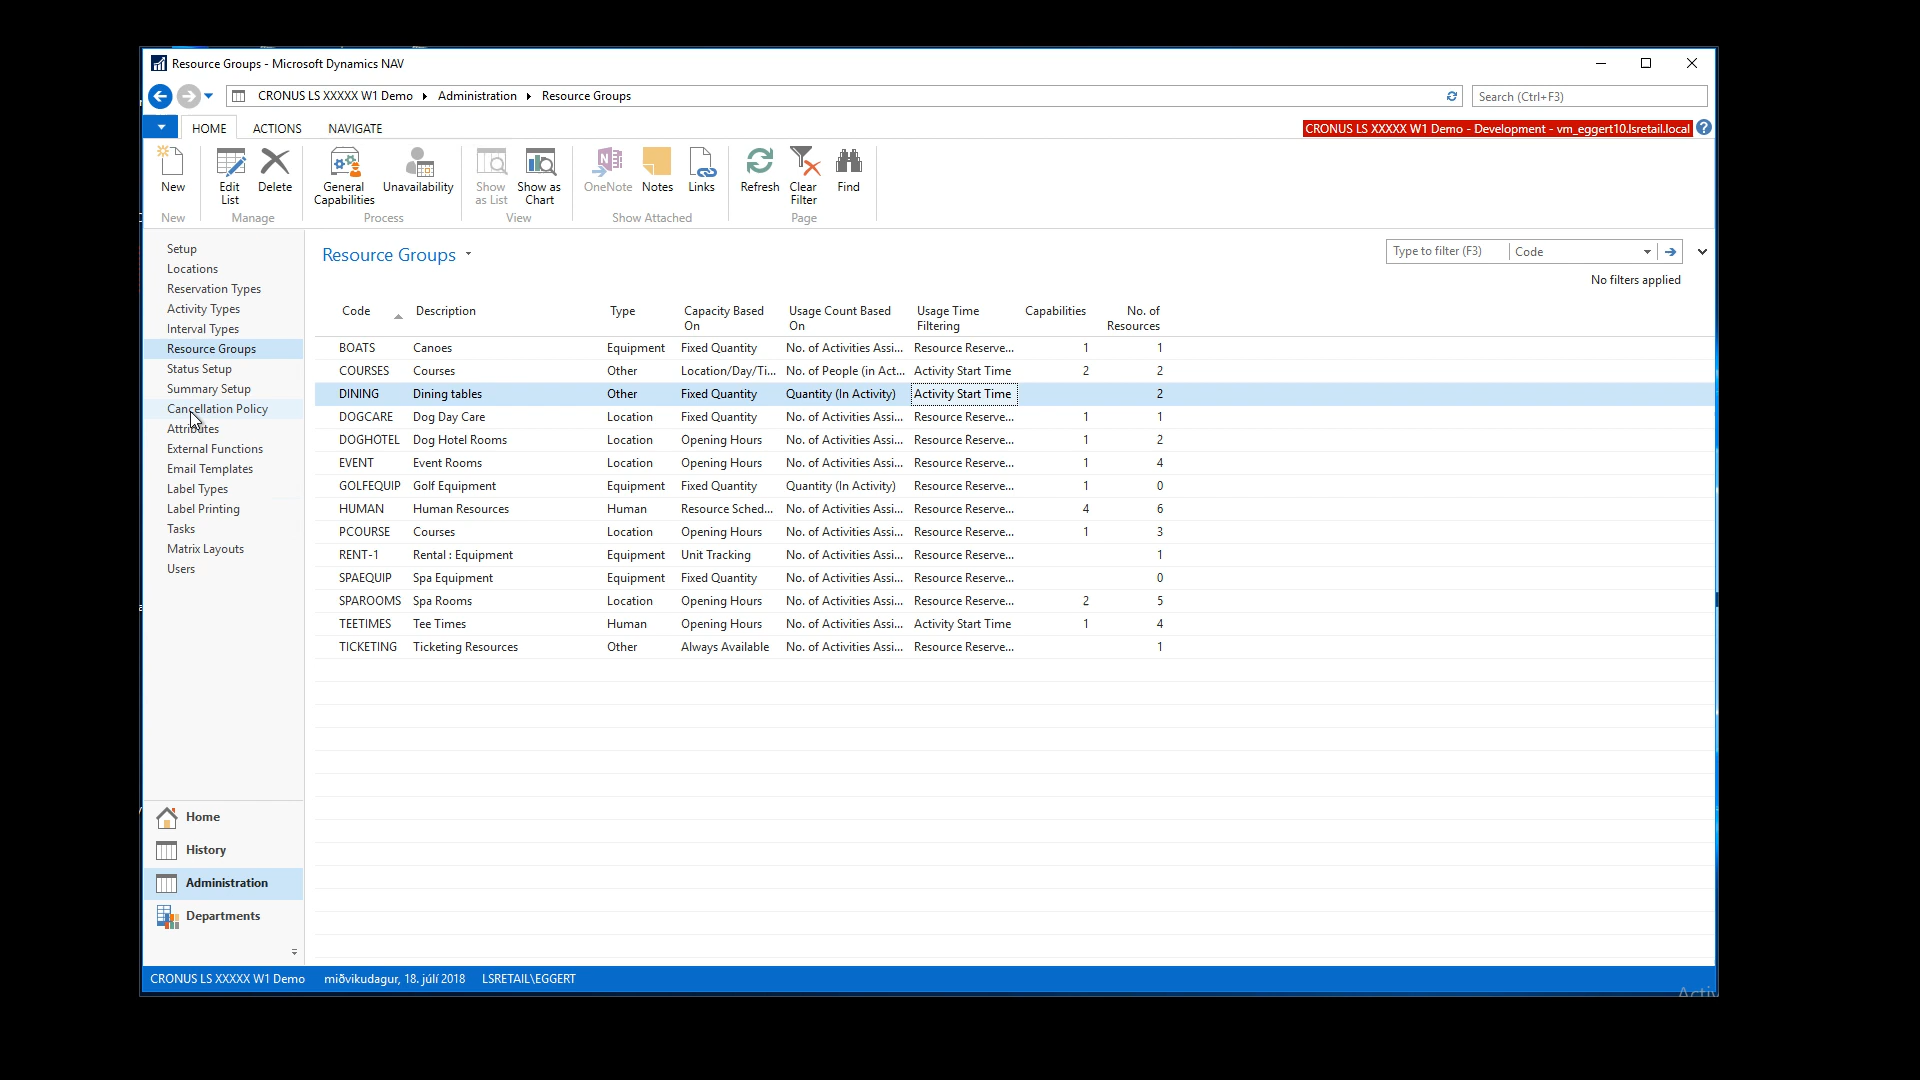 Resource Groups - Microsoft Dynamics NAV
CRONUS LS XXXXX W1 Demo Administration Resource Groups
Search (Ctrl+F3)
HOME ACTIONS NAVIGATE
CRONUS LS XXXXX W1 Demo - Development - vm_eggert10.lsretail.local
New
Edit List
Delete
General Capabilities
Unavailability
Show as List
Show as Chart
OneNote
Notes
Links
Refresh
Clear Filter
Find
New Manage Process View Show Attached Page
Setup
Locations
Reservation Types
Activity Types
Interval Types
Resource Groups
Status Setup
Summary Setup
Cancellation Policy
Attributes
External Functions
Email Templates
Label Types
Label Printing
Tasks
Matrix Layouts
Users
Home
History
Administration
Departments
Resource Groups
Type to filter (F3) Code
No filters applied
Code Description Type Capacity Based On Usage Count Based On Usage Time Filtering Capabilities No. of Resources
BOATS Canoes Equipment Fixed Quantity No. of Activities Assi... Resource Reserve... 1 1
COURSES Courses Other Location/Day/Ti... No. of People (in Act... Activity Start Time 2 2
DINING Dining tables Other Fixed Quantity Quantity (In Activity) Activity Start Time 2
DOGCARE Dog Day Care Location Fixed Quantity No. of Activities Assi... Resource Reserve... 1 1
DOGHOTEL Dog Hotel Rooms Location Opening Hours No. of Activities Assi... Resource Reserve... 1 2
EVENT Event Rooms Location Opening Hours No. of Activities Assi... Resource Reserve... 1 4
GOLFEQUIP Golf Equipment Equipment Fixed Quantity Quantity (In Activity) Resource Reserve... 1 0
HUMAN Human Resources Human Resource Sched... No. of Activities Assi... Resource Reserve... 4 6
PCOURSE Courses Location Opening Hours No. of Activities Assi... Resource Reserve... 1 3
RENT-1 Rental : Equipment Equipment Unit Tracking No. of Activities Assi... Resource Reserve... 1
SPAEQUIP Spa Equipment Equipment Fixed Quantity No. of Activities Assi... Resource Reserve... 0
SPAROOMS Spa Rooms Location Opening Hours No. of Activities Assi... Resource Reserve... 2 5
TEETIMES Tee Times Human Opening Hours No. of Activities Assi... Activity Start Time 1 4
TICKETING Ticketing Resources Other Always Available No. of Activities Assi... Resource Reserve... 1
CRONUS LS XXXXX W1 Demo miðvikudagur, 18. júlí 2018 LSRETAIL\EGGERT